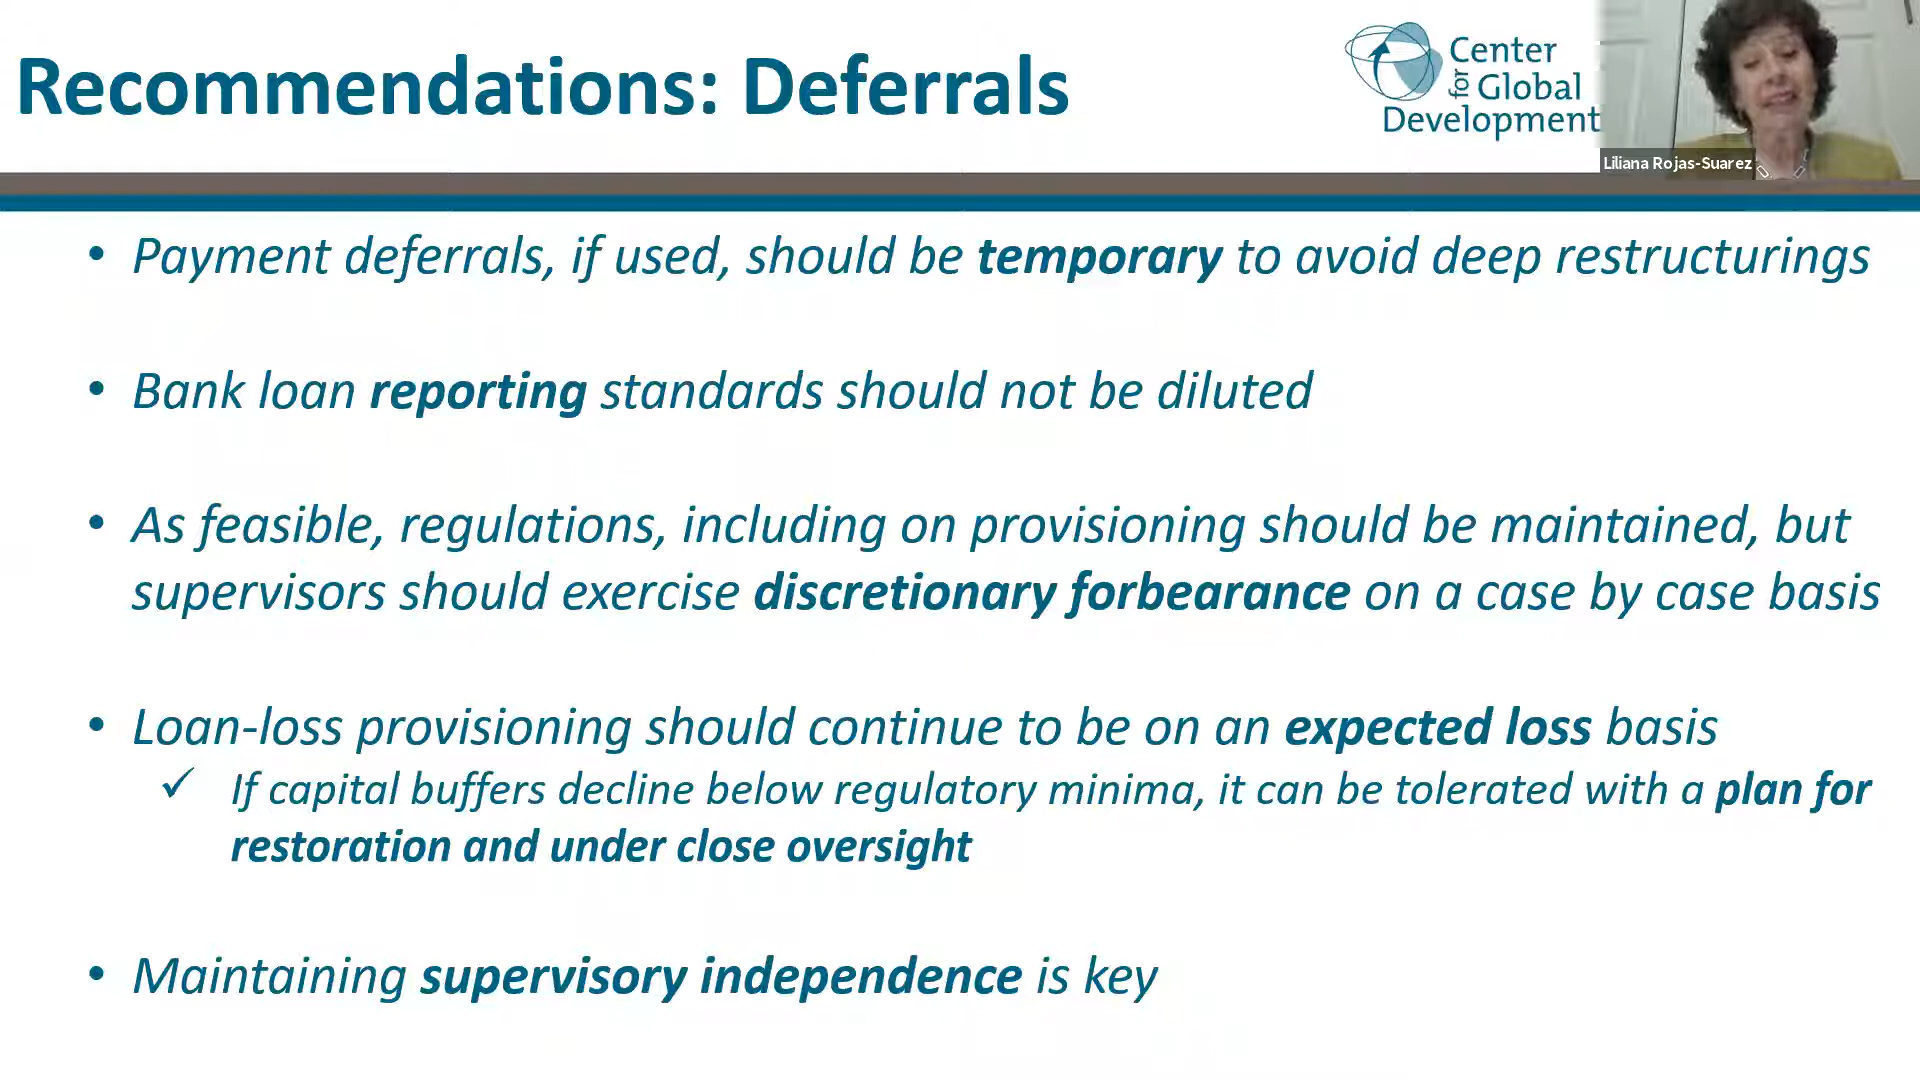 Recommendations: Deferrals
Center
for Global
Development
Liliana Rojas-Suarez
• Payment deferrals, if used, should be temporary to avoid deep restructurings
• Bank loan reporting standards should not be diluted
• As feasible, regulations, including on provisioning should be maintained, but
supervisors should exercise discretionary forbearance on a case by case basis
• Loan-loss provisioning should continue to be on an expected loss basis
✓ If capital buffers decline below regulatory minima, it can be tolerated with a plan for
restoration and under close oversight
• Maintaining supervisory independence is key